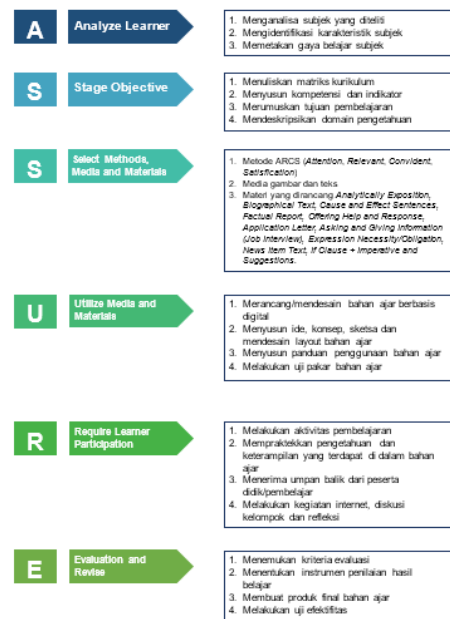 A
Analyze Learner
1. Menganalisa subjek yang diteliti
2. Mengidentifikasi karakteristik subjek
3. Memetakan gaya belajar subjek
S
Stage Objective
1. Menuliskan matriks kurikulum
2. Menyusun kompetensi dan indikator
3. Merumuskan tujuan pembelajaran
4. Mendeskripsikan domain pengetahuan
S
Select Methods,
Media and Materials
1. Metode ARCS (Attention, Relevant, Convident,
Satisfication)
2. Media gambar dan teks
3. Materi yang dirancang Analytically Exposition,
Biographical Text, Cause and Effect Sentences,
Factual Report, Offering Help and Response,
Application Letter, Asking and Giving Information
(Job Interview), Expression Necessity/Obligation,
News Item Text, If Clause + Imperative and
Suggestions.
U
Utilize Media and
Materials
1. Merancang/mendesain bahan ajar berbasis
digital
2. Menyusun ide, konsep, sketsa dan
mendesain layout bahan ajar
3. Menyusun panduan penggunaan bahan ajar
4. Melakukan uji pakar bahan ajar
R
Require Learner
Participation
1. Melakukan aktivitas pembelajaran
2. Mempraktekkan pengetahuan dan
keterampilan yang terdapat di dalam bahan
ajar
3. Menerima umpan balik dari peserta
didik/pembelajar
4. Melakukan kegiatan internet, diskusi
kelompok dan refleksi
E
Evaluation and
Revise
1. Menemukan kriteria evaluasi
2. Menentukan instrumen penilaian hasil
belajar
3. Membuat produk final bahan ajar
4. Melakukan uji efektifitas